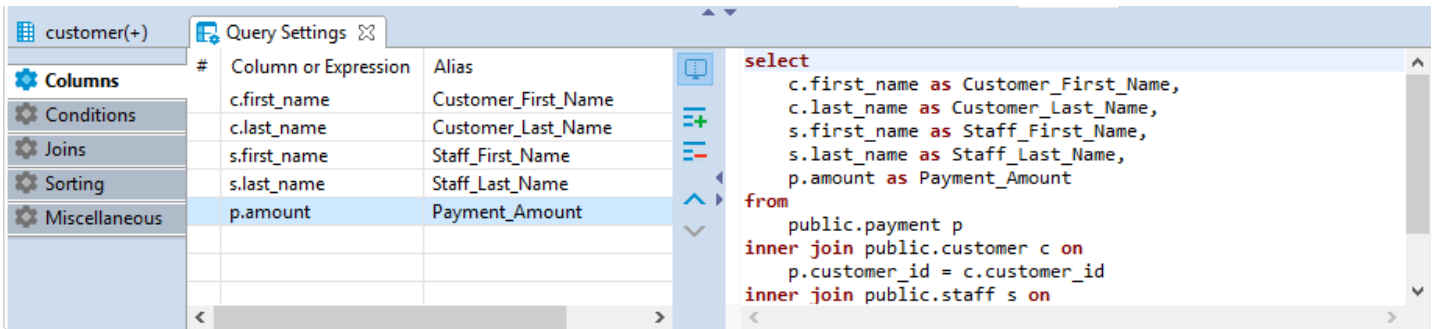 customer(+)
Query Settings
Columns
Conditions
Joins
Sorting
Miscellaneous
# Column or Expression Alias
c.first_name Customer_First_Name
c.last_name Customer_Last_Name
s.first_name Staff_First_Name
s.last_name Staff_Last_Name
p.amount Payment_Amount
select
c.first_name as Customer_First_Name,
c.last_name as Customer_Last_Name,
s.first_name as Staff_First_Name,
s.last_name as Staff_Last_Name,
p.amount as Payment_Amount
from
public.payment p
inner join public.customer c on
p.customer_id = c.customer_id
inner join public.staff s on